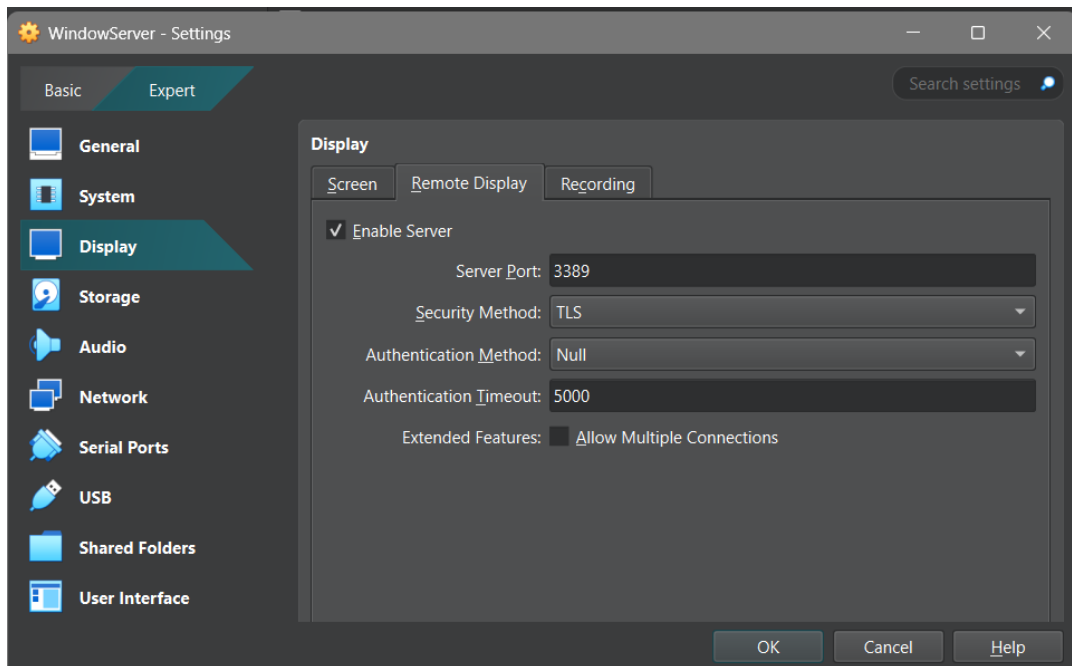 WindowServer - Settings
Basic
Expert
Search settings
General
System
Display
Storage
Audio
Network
Serial Ports
USB
Shared Folders
User Interface
Display
Screen
Remote Display
Recording
Enable Server
Server Port: 3389
Security Method: TLS
Authentication Method: Null
Authentication Timeout: 5000
Extended Features: Allow Multiple Connections
OK
Cancel
Help